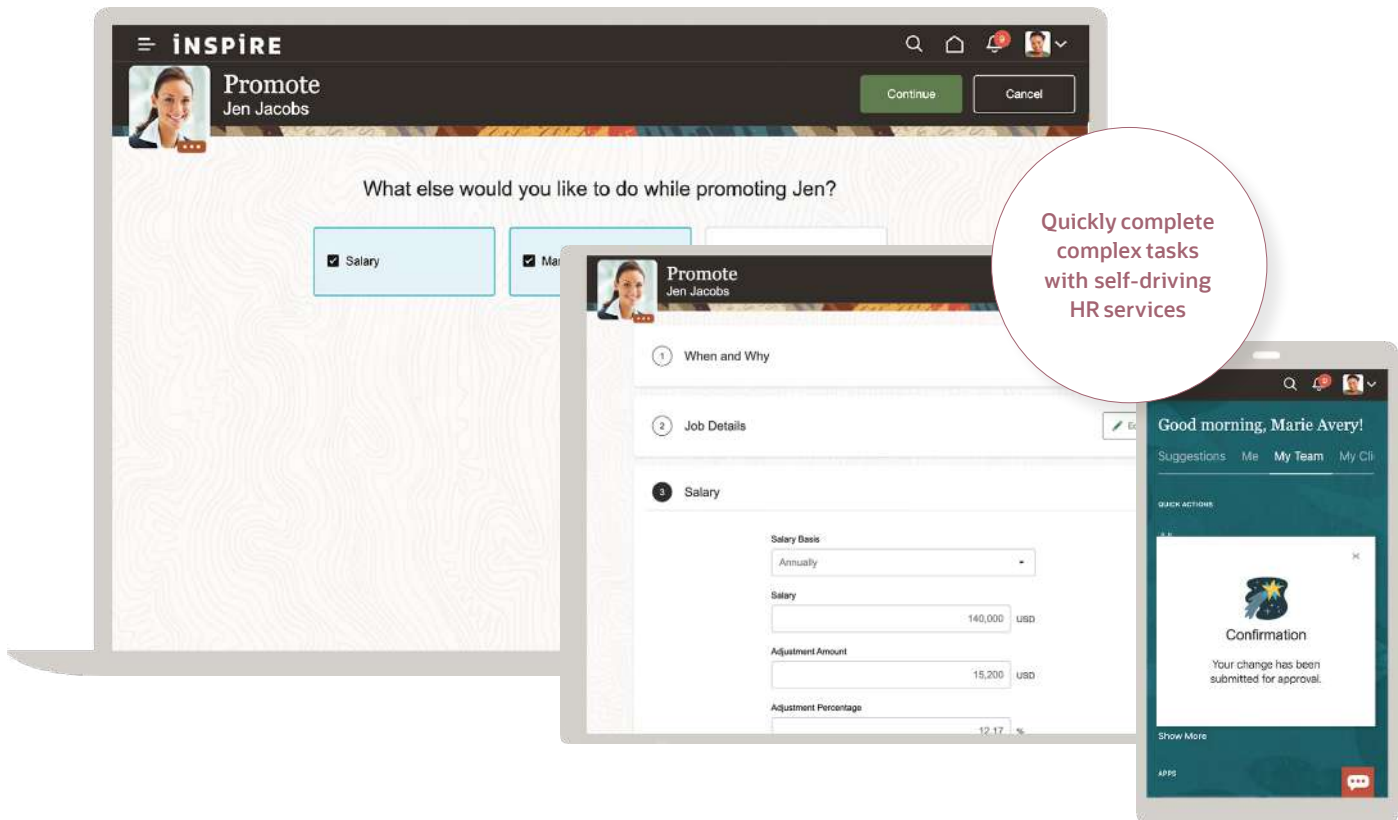 iNSPiRE
9
Promote
Jen Jacobs
Continue
Cancel
What else would you like to do while promoting Jen?
Salary
Quickly complete
complex tasks
with self-driving
HR services
Promote
Jen Jacobs
1 When and Why
2 Job Details
3 Salary
Salary Basis
Annually
Salary
140,000 USD
Adjustment Amount
15,200 USD
Adjustment Percentage
12.17 %
Good morning, Marie Avery!
Suggestions Me My Team My
QUICK ACTIONS
Confirmation
Your change has been
submitted for approval.
Show More
APPS